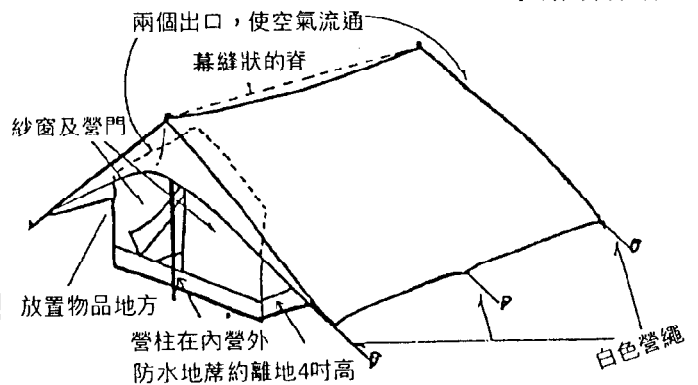 兩個出口，使空氣流通
幕縫狀的脊
紗窗及營門
放置物品地方
營柱在內營外
防水地蓆約離地4吋高
白色營繩